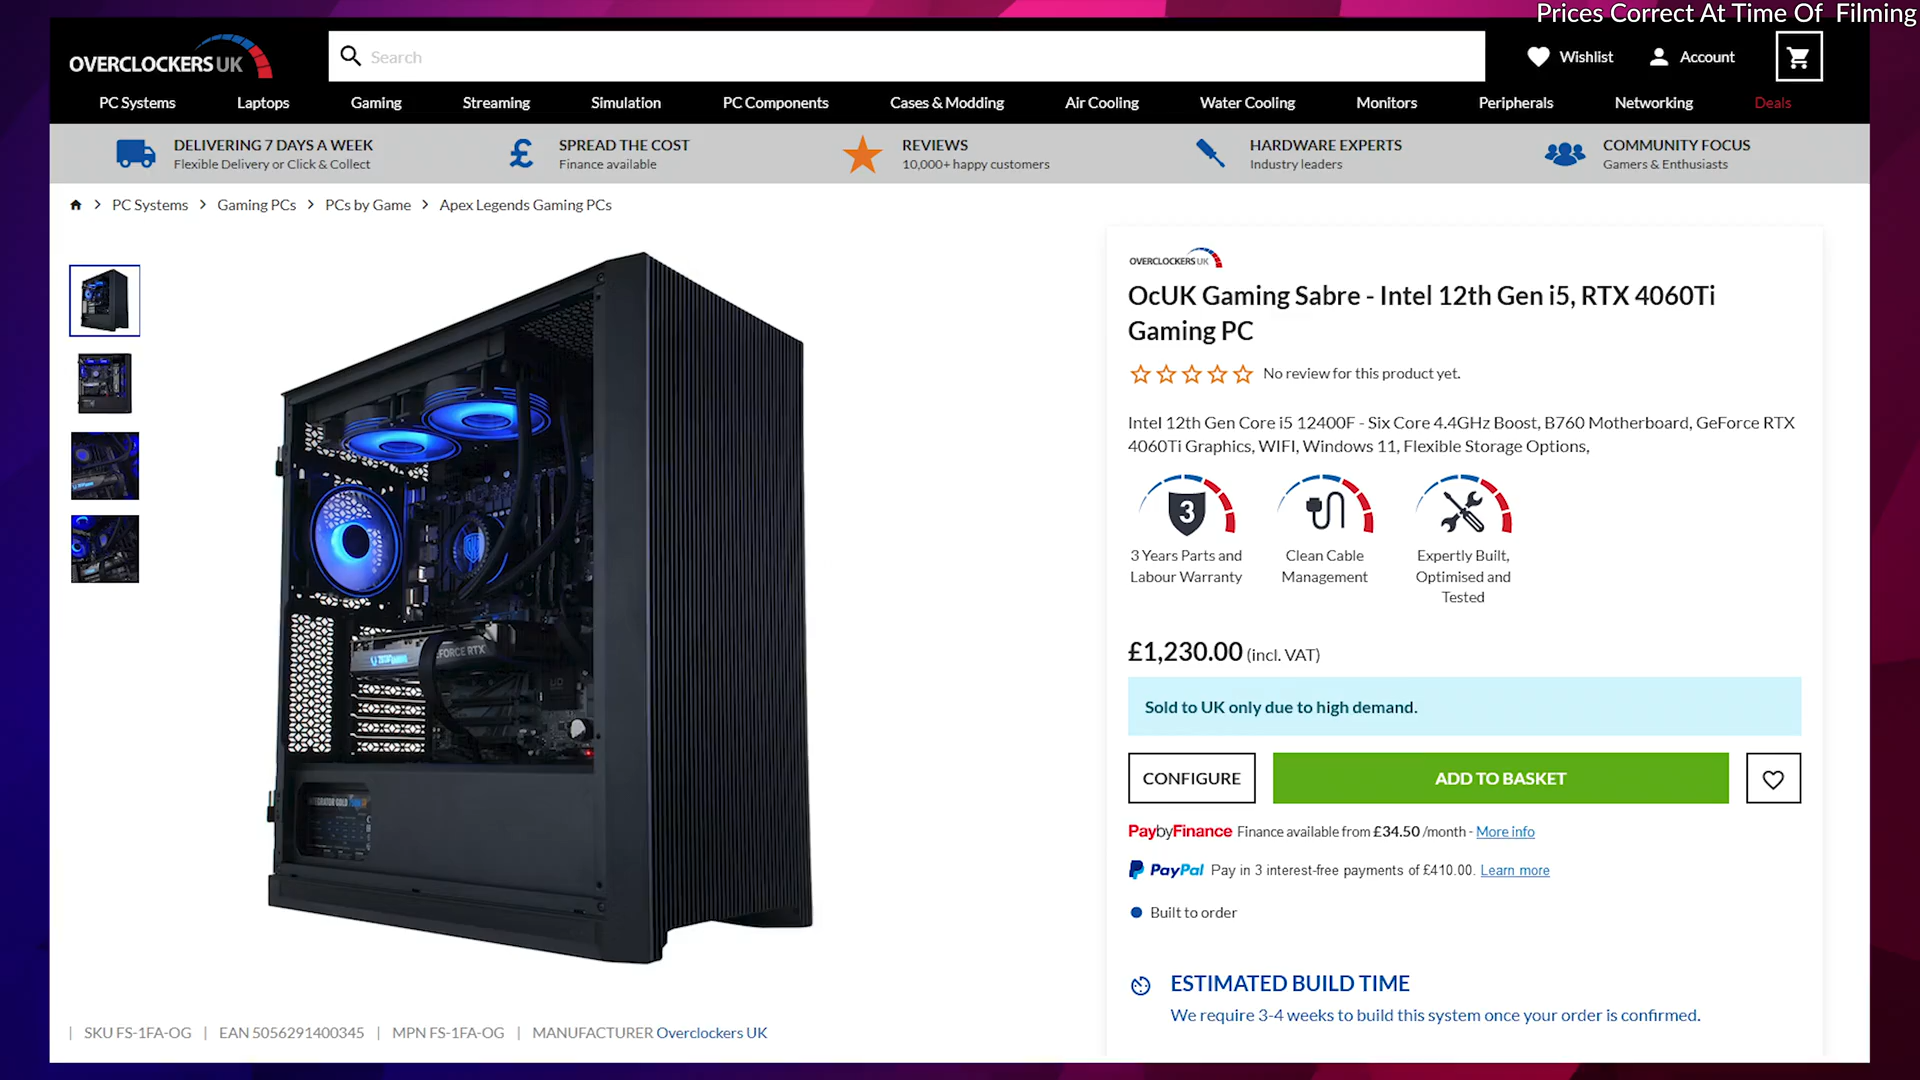 Prices Correct At Time Of Filming
OVERCLOCKERS UK
Search
Wishlist
Account
PC Systems
Laptops
Gaming
Streaming
Simulation
PC Components
Cases & Modding
Air Cooling
Water Cooling
Monitors
Peripherals
Networking
Deals
DELIVERING 7 DAYS A WEEK
Flexible Delivery or Click & Collect
SPREAD THE COST
Finance available
REVIEWS
10,000+ happy customers
HARDWARE EXPERTS
Industry leaders
COMMUNITY FOCUS
Gamers & Enthusiasts
PC Systems > Gaming PCs > PCs by Game > Apex Legends Gaming PCs
OVERCLOCKERS UK
OcUK Gaming Sabre - Intel 12th Gen i5, RTX 4060Ti
Gaming PC
No review for this product yet.
Intel 12th Gen Core i5 12400F - Six Core 4.4GHz Boost, B760 Motherboard, GeForce RTX
4060Ti Graphics, WIFI, Windows 11, Flexible Storage Options,
3
3 Years Parts and
Labour Warranty
Clean Cable
Management
Expertly Built,
Optimised and
Tested
£1,230.00 (incl. VAT)
Sold to UK only due to high demand.
CONFIGURE
ADD TO BASKET
PaybyFinance Finance available from £34.50 /month - More info
PayPal Pay in 3 interest-free payments of £410.00. Learn more
Built to order
ESTIMATED BUILD TIME
We require 3-4 weeks to build this system once your order is confirmed.
EFORCE RTX
INTEGRATOR GOLD
| SKU FS-1FA-OG | EAN 5056291400345 | MPN FS-1FA-OG | MANUFACTURER Overclockers UK